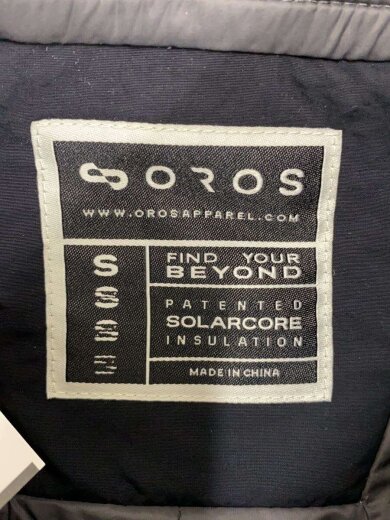 OROS
WWW.OROSAPPAREL.COM
S
FIND YOUR
BEYOND
PATENTED
SOLARCORE
INSULATION
MADE IN CHINA